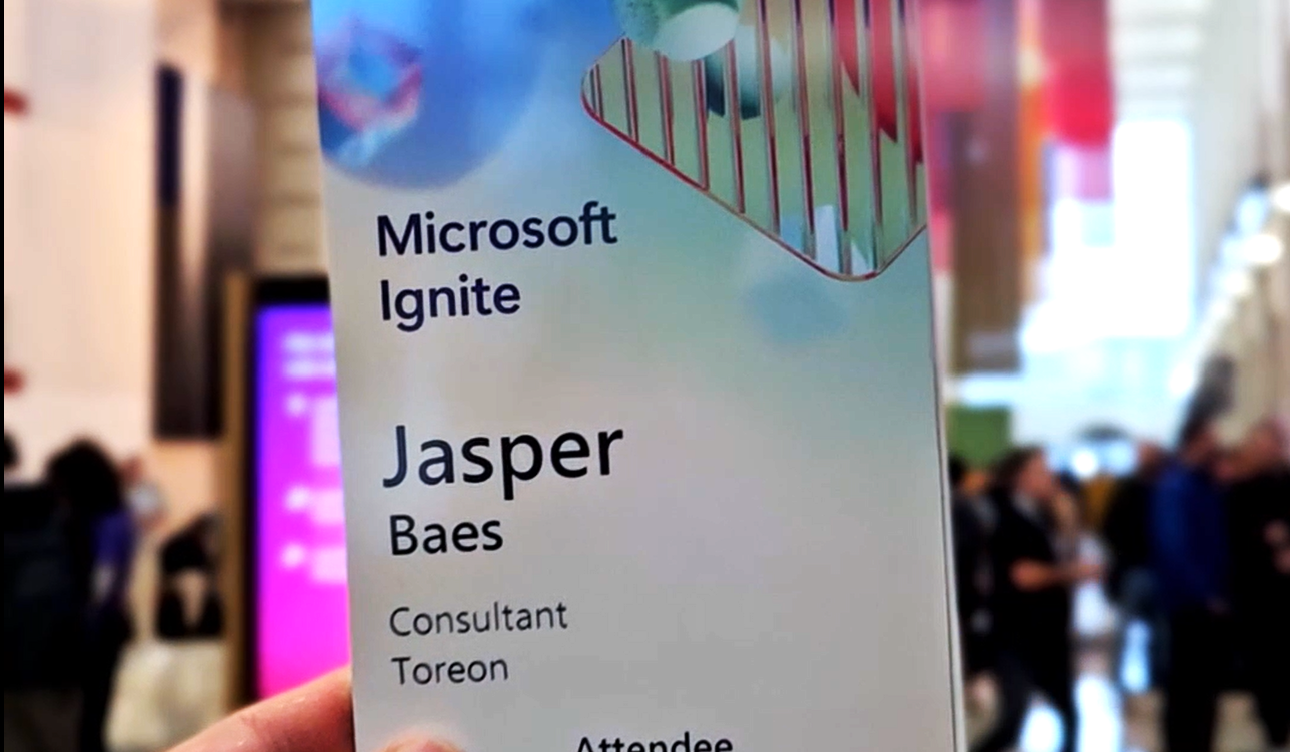 Microsoft
Ignite
Jasper
Baes
Consultant
Toreon
Attendee